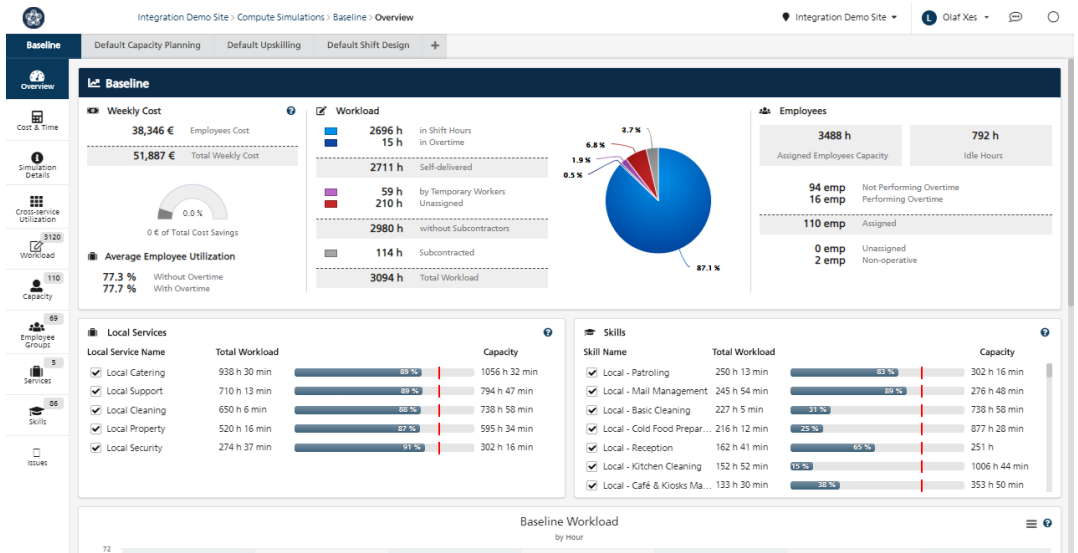 Integration Demo Site > Compute Simulations > Baseline > Overview
Integration Demo Site
L Olaf Xes
Baseline
Default Capacity Planning
Default Upskilling
Default Shift Design
+
Overview
Cost & Time
Simulation Details
Cross-service Utilization
3120
Workload
110
Capacity
69
Employee Groups
5
Services
86
Skills
Issues
Baseline
Weekly Cost
38,346 € Employees Cost
51,887 € Total Weekly Cost
0.0 %
0 € of Total Cost Savings
Average Employee Utilization
77.3 % Without Overtime
77.7 % With Overtime
Workload
2696 h in Shift Hours
15 h in Overtime
2711 h Self-delivered
59 h by Temporary Workers
210 h Unassigned
2980 h without Subcontractors
114 h Subcontracted
3094 h Total Workload
3.7 %
6.8 %
1.9 %
0.5 %
87.1 %
Employees
3488 h
Assigned Employees Capacity
792 h
Idle Hours
94 emp Not Performing Overtime
16 emp Performing Overtime
110 emp Assigned
0 emp Unassigned
2 emp Non-operative
Local Services
Local Service Name Total Workload Capacity
Local Catering 938 h 30 min 89 % 1056 h 32 min
Local Support 710 h 13 min 89 % 794 h 47 min
Local Cleaning 650 h 6 min 88 % 738 h 58 min
Local Property 520 h 16 min 87 % 595 h 34 min
Local Security 274 h 37 min 91 % 302 h 16 min
Skills
Skill Name Total Workload Capacity
Local - Patroling 250 h 13 min 83 % 302 h 16 min
Local - Mail Management 245 h 54 min 89 % 276 h 48 min
Local - Basic Cleaning 227 h 5 min 31 % 738 h 58 min
Local - Cold Food Prepar... 216 h 12 min 25 % 877 h 28 min
Local - Reception 162 h 41 min 65 % 251 h
Local - Kitchen Cleaning 152 h 52 min 15 % 1006 h 44 min
Local - Café & Kiosks Ma... 133 h 30 min 38 % 353 h 50 min
Baseline Workload
by Hour
72